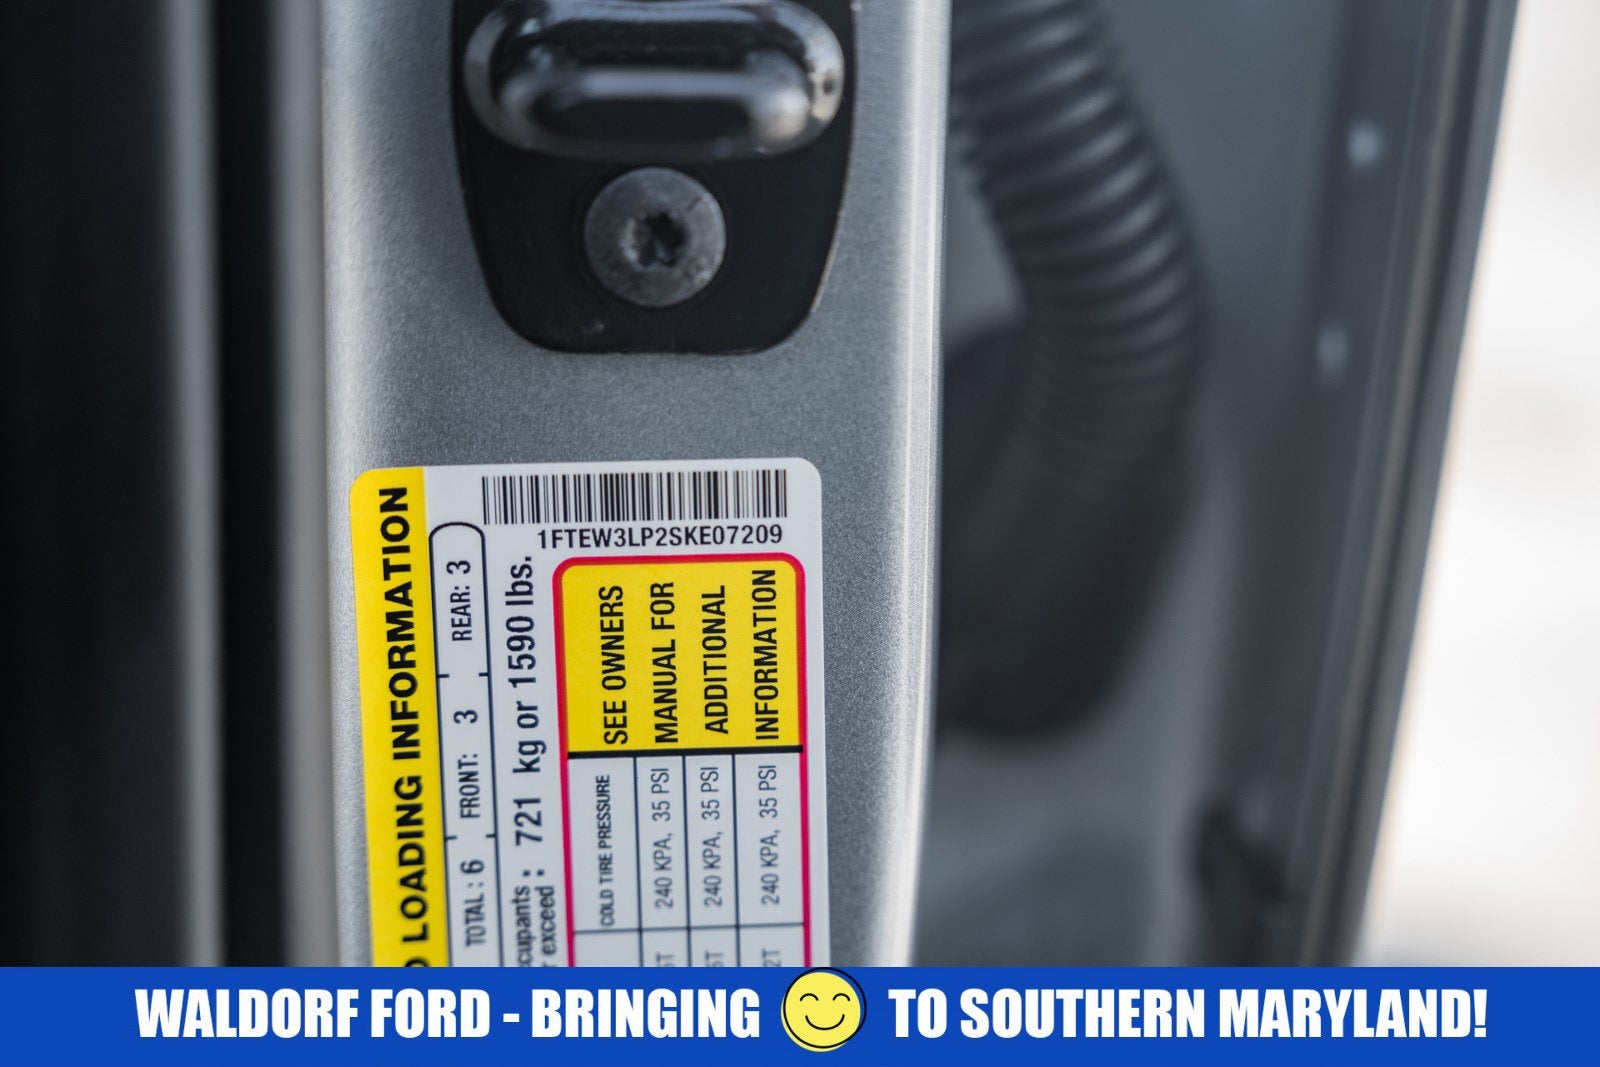 1FTEW3LP2SKE07209
LOADING INFORMATION
TOTAL: 6 FRONT: 3 REAR: 3
721 kg or 1590 lbs.
COLD TIRE PRESSURE
240 KPA, 35 PSI
240 KPA, 35 PSI
240 KPA, 35 PSI
SEE OWNERS
MANUAL FOR
ADDITIONAL
INFORMATION
WALDORF FORD - BRINGING TO SOUTHERN MARYLAND!